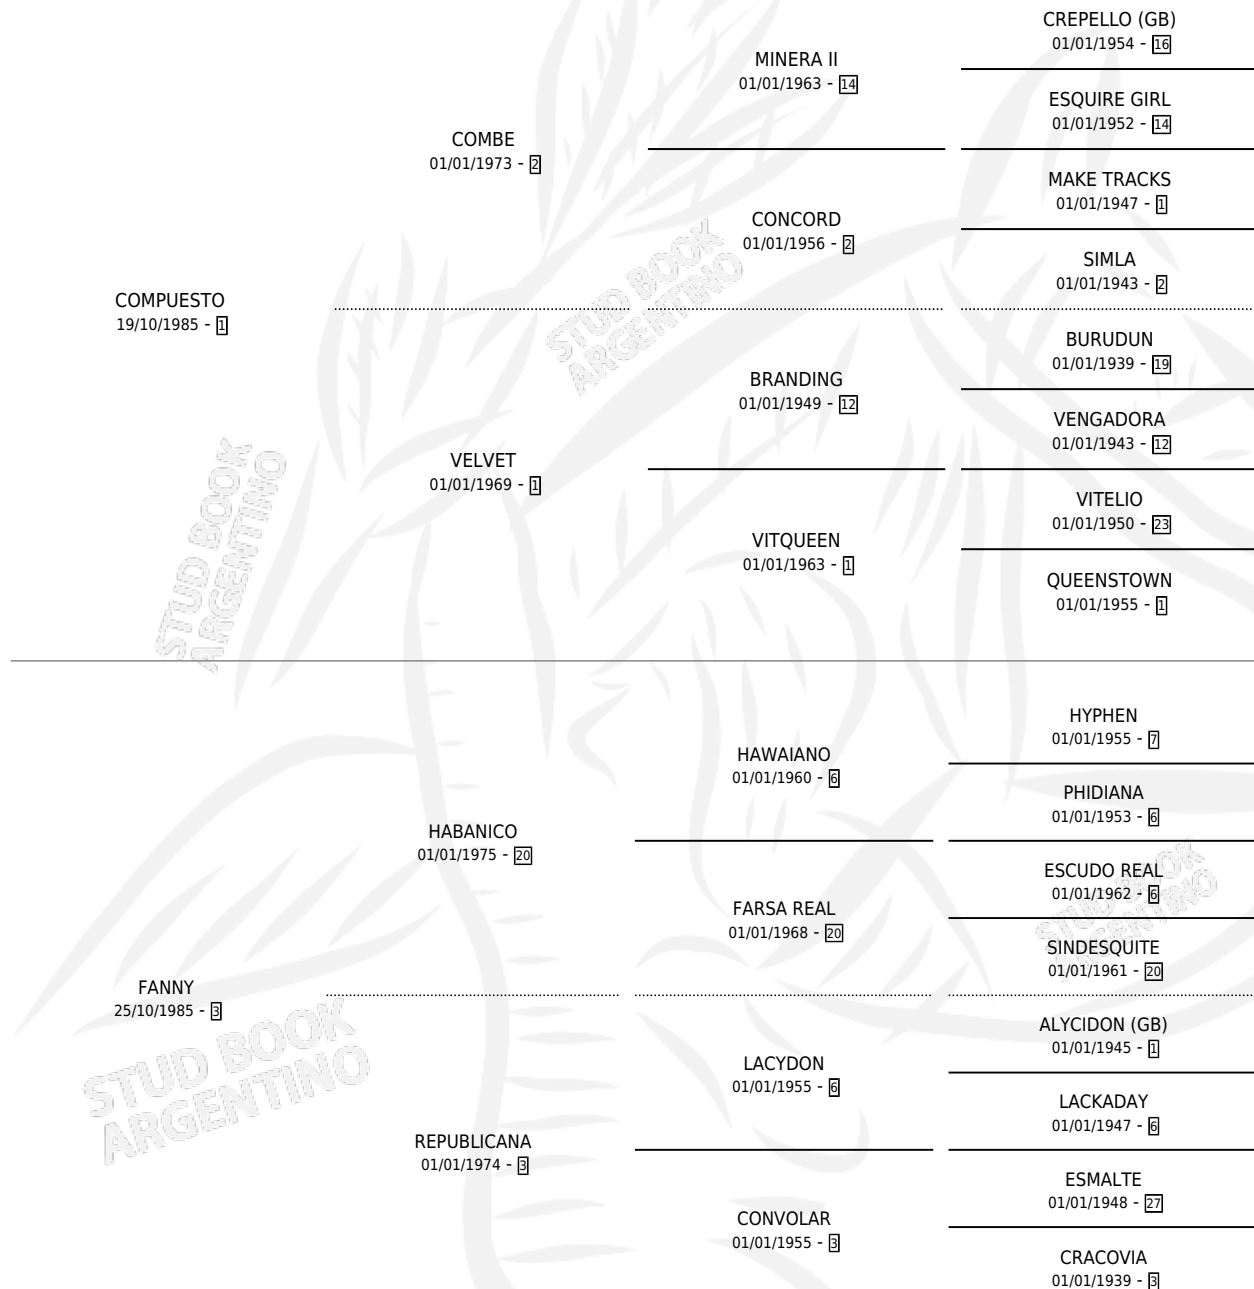 CREPELLO (GB)
01/01/1954 - 16
MINERA II
01/01/1963 - 14
ESQUIRE GIRL
01/01/1952 - 14
COMBE
01/01/1973 - 2
MAKE TRACKS
01/01/1947 - 1
CONCORD
01/01/1956 - 2
SIMLA
01/01/1943 - 2
COMPUESTO
19/10/1985 - 1
BURUDUN
01/01/1939 - 19
BRANDING
01/01/1949 - 12
VENGADORA
01/01/1943 - 12
VELVET
01/01/1969 - 1
VITELIO
01/01/1950 - 23
VITQUEEN
01/01/1963 - 1
QUEENSTOWN
01/01/1955 - 1
HYPHEN
01/01/1955 - 7
HAWAIANO
01/01/1960 - 6
PHIDIANA
01/01/1953 - 6
HABANICO
01/01/1975 - 20
ESCUDO REAL
01/01/1962 - 6
FARSA REAL
01/01/1968 - 20
SINDESQUITE
01/01/1961 - 20
FANNY
25/10/1985 - 3
ALYCIDON (GB)
01/01/1945 - 1
LACYDON
01/01/1955 - 6
LACKADAY
01/01/1947 - 6
REPUBLICANA
01/01/1974 - 3
ESMALTE
01/01/1948 - 27
CONVOLAR
01/01/1955 - 3
CRACOVIA
01/01/1939 - 3
STUD BOOK
ARGENTINO
STUD BOOK
ARGENTINO
STUD BOOK
ARGENTINO
STUD BOOK
ARGENTINO